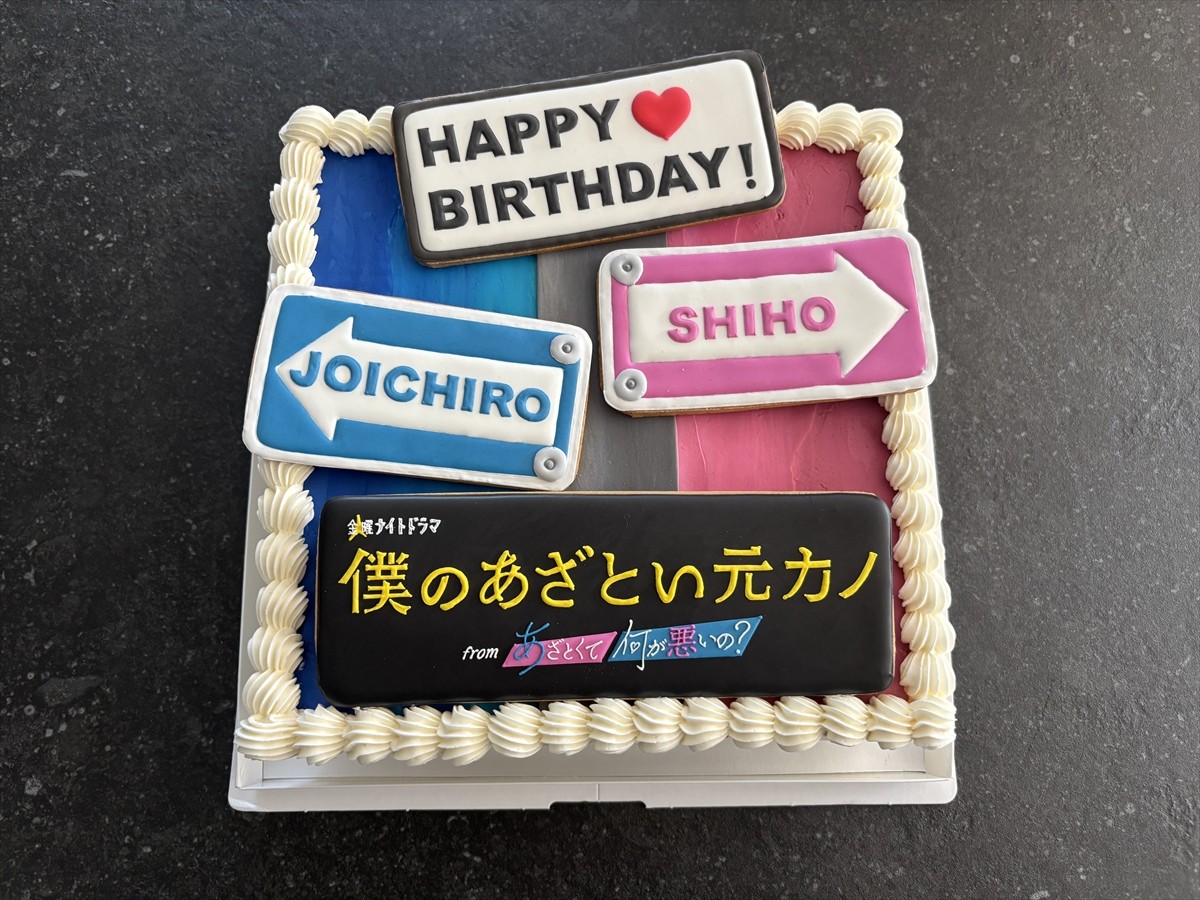 HAPPY ♥
BIRTHDAY!
SHIHO
JOICHIRO
金曜ナイトドラマ
僕のあざとい元カノ
from あざとくて何が悪いの?